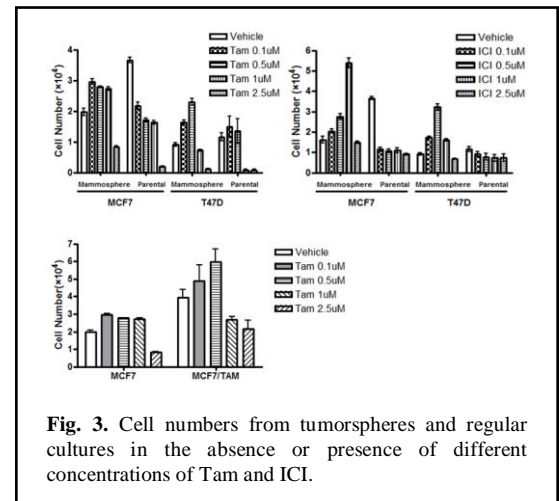 Vehicle
Tam 0.1uM
Tam 0.5uM
Tam 1uM
Tam 2.5uM
Cell Number (×10⁴)
4
3
2
1
0
Mammosphere Parental Mammosphere Parental
MCF7 T47D
Vehicle
ICI 0.1uM
ICI 0.5uM
ICI 1uM
ICI 2.5uM
Cell Number (×10⁴)
6
5
4
3
2
1
0
Mammosphere Parental Mammosphere Parental
MCF7 T47D
Vehicle
Tam 0.1uM
Tam 0.5uM
Tam 1uM
Tam 2.5uM
Cell Number(×10⁴)
7
6
5
4
3
2
1
0
MCF7 MCF7/TAM
Fig. 3. Cell numbers from tumorspheres and regular
cultures in the absence or presence of different
concentrations of Tam and ICI.